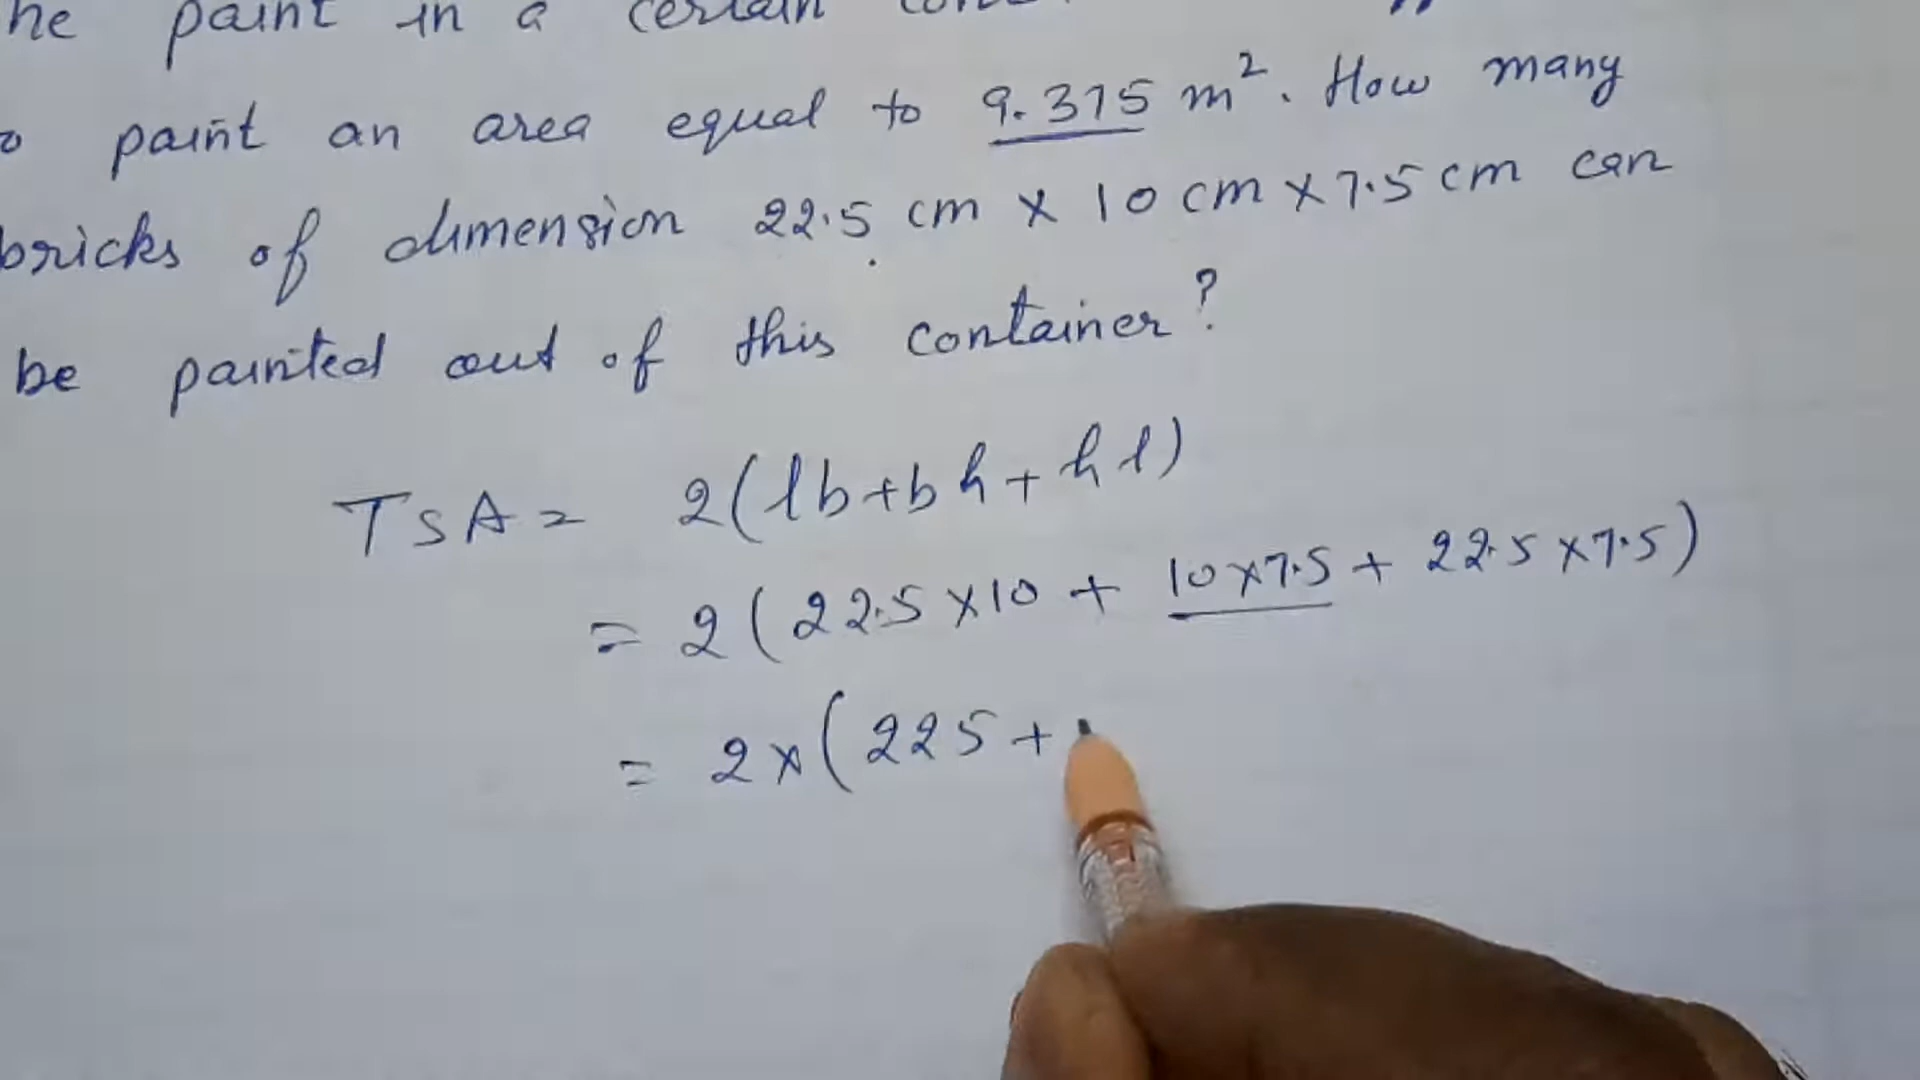 he paint in a certain
paint an area equal to 9.375 m². How many
bricks of dimension 22.5 cm × 10 cm × 7.5 cm can
be painted out of this container?
TSA = 2(lb+bh+hl)
= 2(22.5×10 + 10×7.5 + 22.5×7.5)
= 2×(225+